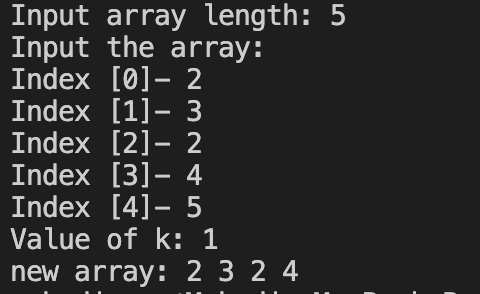 Input array length: 5
Input the array:
Index [0]- 2
Index [1]- 3
Index [2]- 2
Index [3]- 4
Index [4]- 5
Value of k: 1
new array: 2 3 2 4